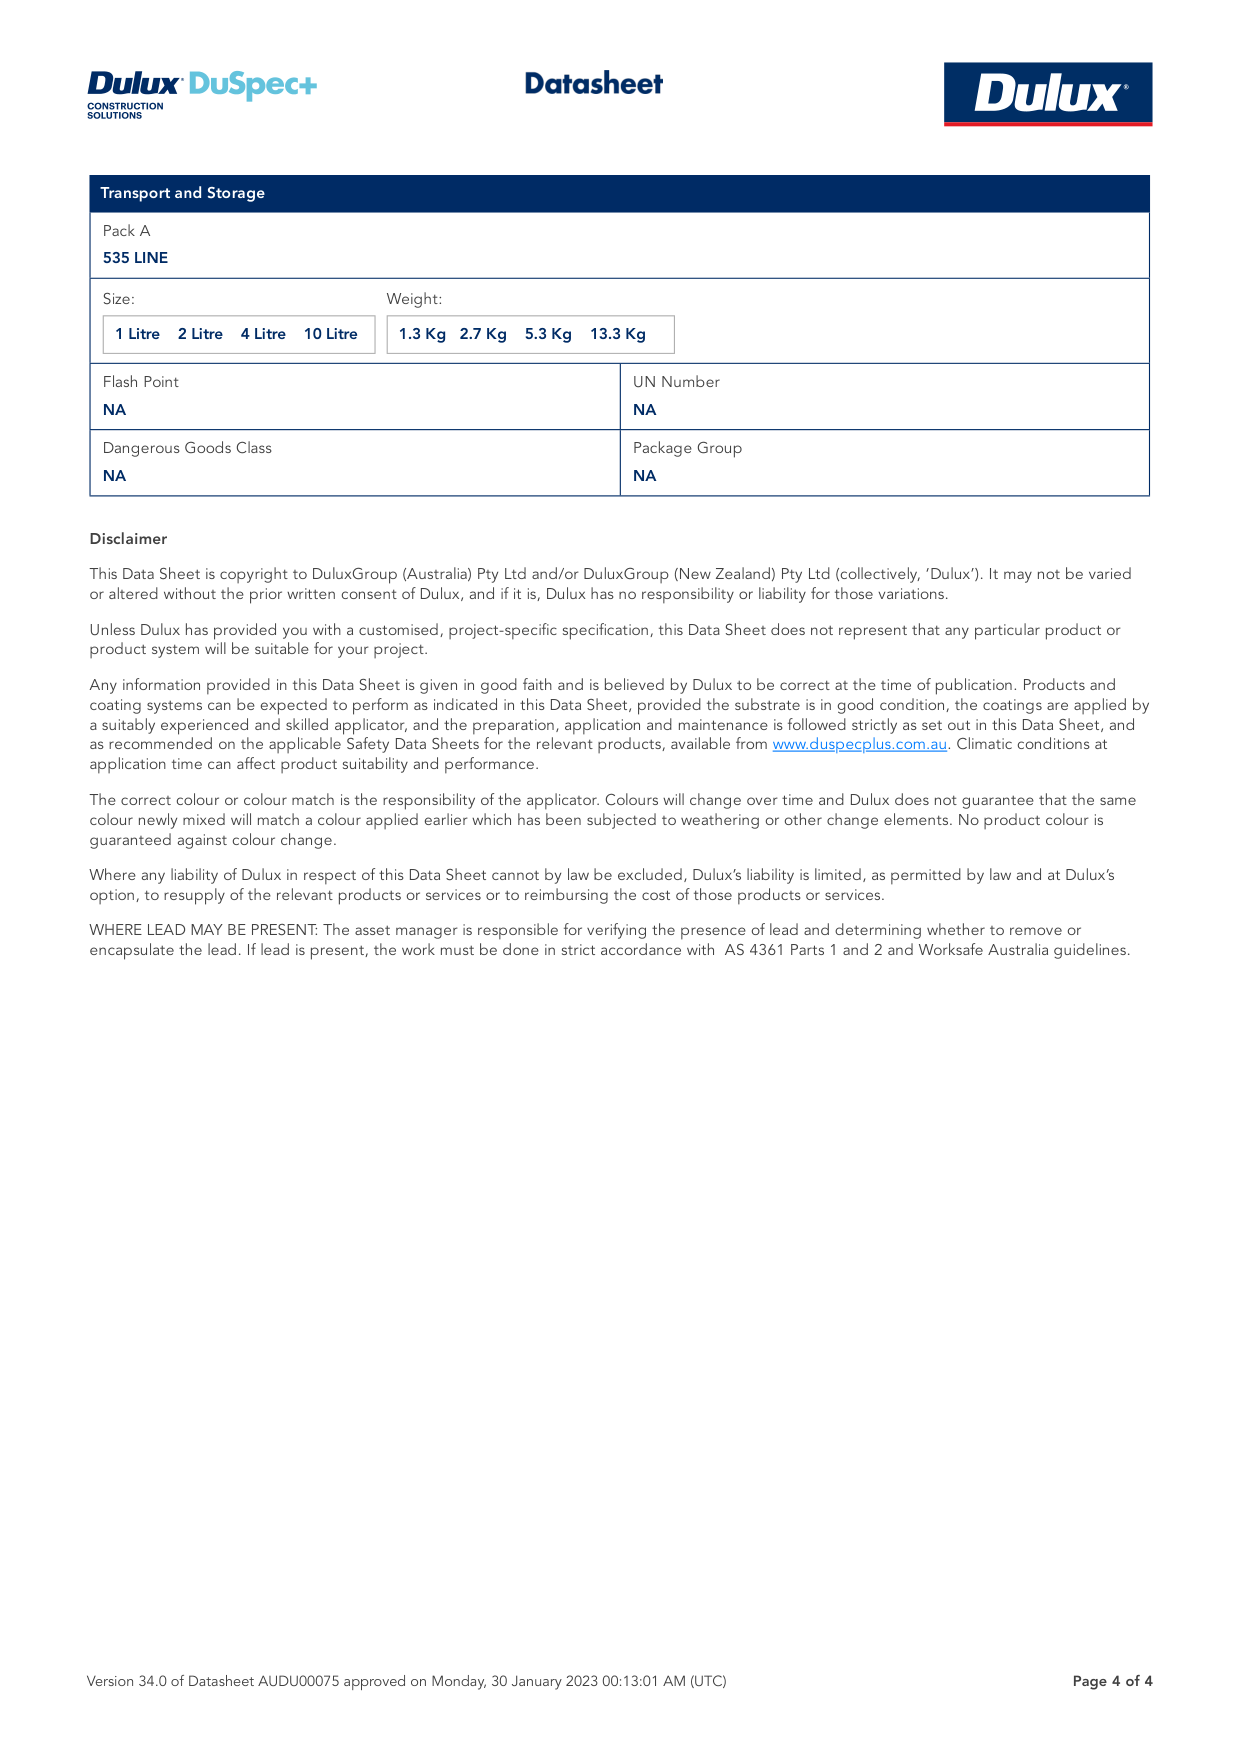 Dulux DuSpec+
CONSTRUCTION
SOLUTIONS
Datasheet
Dulux®
Transport and Storage
Pack A
535 LINE
Size: Weight:
1 Litre 2 Litre 4 Litre 10 Litre 1.3 Kg 2.7 Kg 5.3 Kg 13.3 Kg
Flash Point UN Number
NA NA
Dangerous Goods Class Package Group
NA NA
Disclaimer
This Data Sheet is copyright to DuluxGroup (Australia) Pty Ltd and/or DuluxGroup (New Zealand) Pty Ltd (collectively, ‘Dulux’). It may not be varied
or altered without the prior written consent of Dulux, and if it is, Dulux has no responsibility or liability for those variations.
Unless Dulux has provided you with a customised, project-specific specification, this Data Sheet does not represent that any particular product or
product system will be suitable for your project.
Any information provided in this Data Sheet is given in good faith and is believed by Dulux to be correct at the time of publication. Products and
coating systems can be expected to perform as indicated in this Data Sheet, provided the substrate is in good condition, the coatings are applied by
a suitably experienced and skilled applicator, and the preparation, application and maintenance is followed strictly as set out in this Data Sheet, and
as recommended on the applicable Safety Data Sheets for the relevant products, available from www.duspecplus.com.au. Climatic conditions at
application time can affect product suitability and performance.
The correct colour or colour match is the responsibility of the applicator. Colours will change over time and Dulux does not guarantee that the same
colour newly mixed will match a colour applied earlier which has been subjected to weathering or other change elements. No product colour is
guaranteed against colour change.
Where any liability of Dulux in respect of this Data Sheet cannot by law be excluded, Dulux’s liability is limited, as permitted by law and at Dulux’s
option, to resupply of the relevant products or services or to reimbursing the cost of those products or services.
WHERE LEAD MAY BE PRESENT: The asset manager is responsible for verifying the presence of lead and determining whether to remove or
encapsulate the lead. If lead is present, the work must be done in strict accordance with AS 4361 Parts 1 and 2 and Worksafe Australia guidelines.
Version 34.0 of Datasheet AUDU00075 approved on Monday, 30 January 2023 00:13:01 AM (UTC) Page 4 of 4